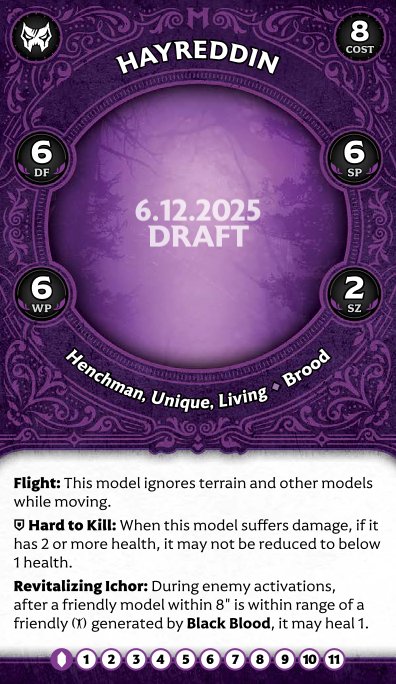 HAYREDDIN
8
COST
6
DF
6
SP
6.12.2025
DRAFT
6
WP
2
SZ
Henchman, Unique, Living ♦ Brood
Flight: This model ignores terrain and other models
while moving.
Hard to Kill: When this model suffers damage, if it
has 2 or more health, it may not be reduced to below
1 health.
Revitalizing Ichor: During enemy activations,
after a friendly model within 8" is within range of a
friendly generated by Black Blood, it may heal 1.
1 2 3 4 5 6 7 8 9 10 11